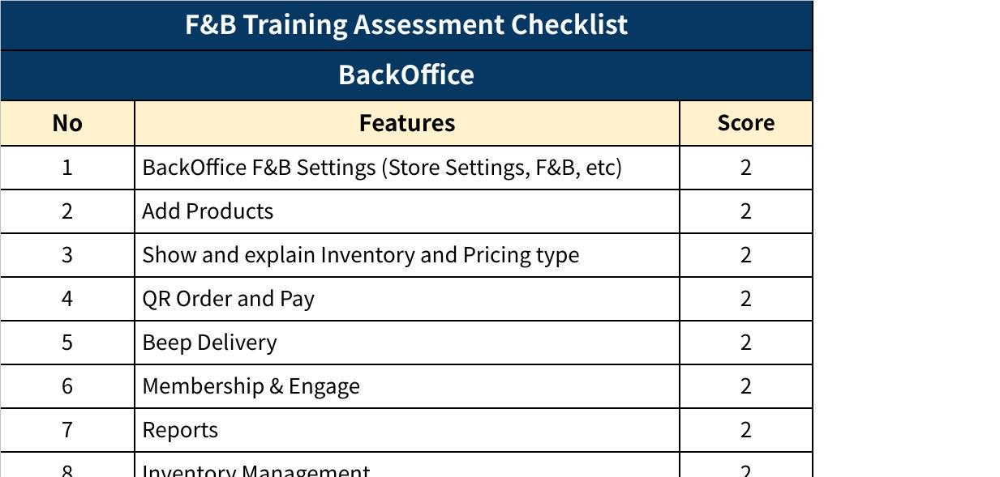 F&B Training Assessment Checklist
BackOffice
No Features Score
1 BackOffice F&B Settings (Store Settings, F&B, etc) 2
2 Add Products 2
3 Show and explain Inventory and Pricing type 2
4 QR Order and Pay 2
5 Beep Delivery 2
6 Membership & Engage 2
7 Reports 2
8 Inventory Management 2